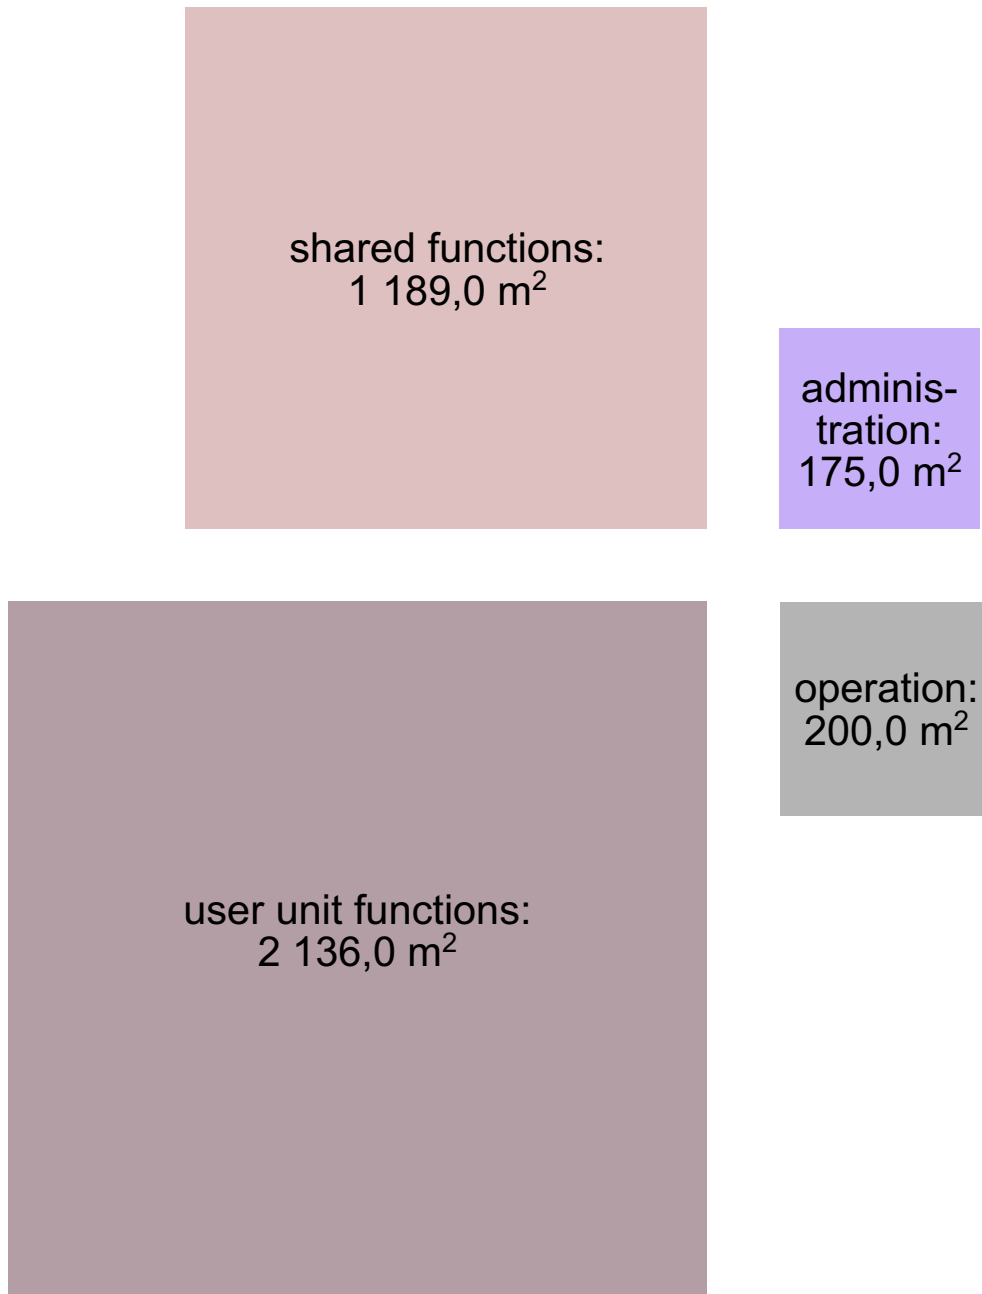 shared functions:
1 189,0 m²
adminis-
tration:
175,0 m²
operation:
200,0 m²
user unit functions:
2 136,0 m²